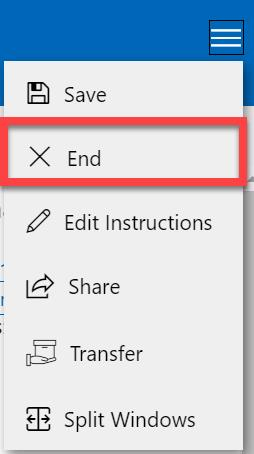 Save
End
Edit Instructions
Share
Transfer
Split Windows